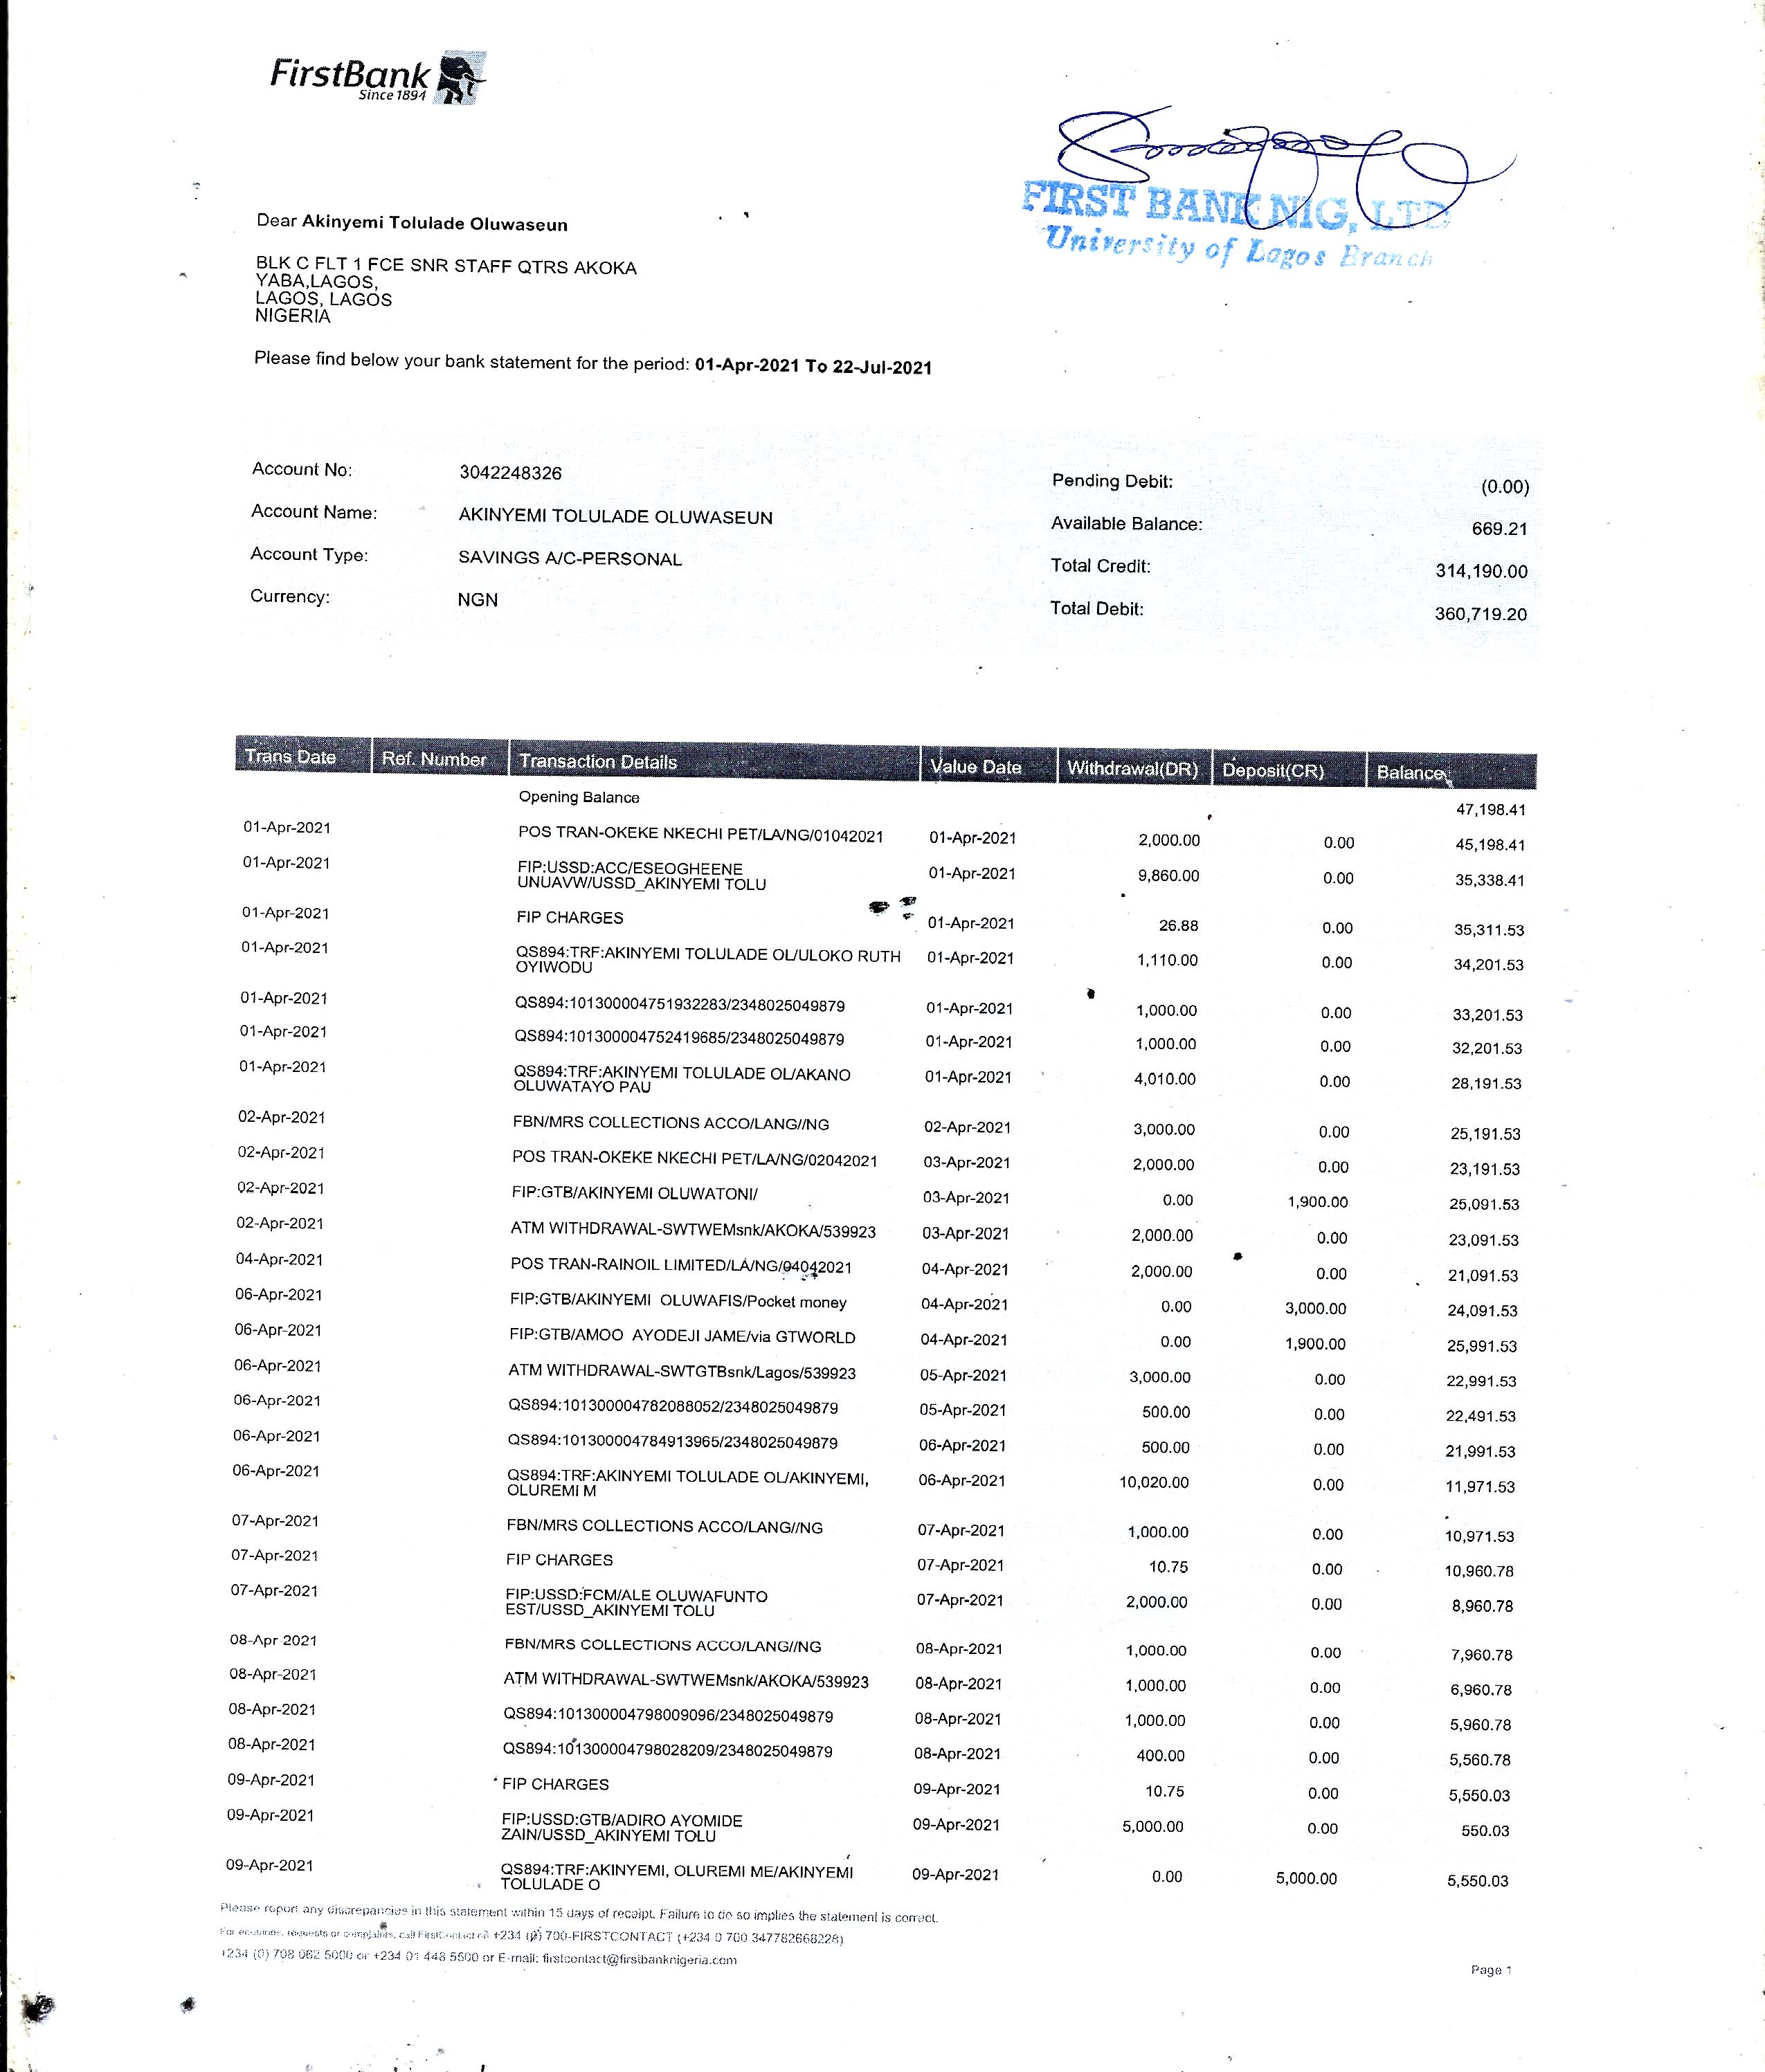 FirstBank
Since 1894
FIRST BANK NIG, LTD
University of Lagos Branch
Dear Akinyemi Tolulade Oluwaseun
BLK C FLT 1 FCE SNR STAFF QTRS AKOKA
YABA,LAGOS,
LAGOS, LAGOS
NIGERIA
Please find below your bank statement for the period: 01-Apr-2021 To 22-Jul-2021
Account No: 3042248326 Pending Debit: (0.00)
Account Name: AKINYEMI TOLULADE OLUWASEUN Available Balance: 669.21
Account Type: SAVINGS A/C-PERSONAL Total Credit: 314,190.00
Currency: NGN Total Debit: 360,719.20
Trans Date Ref. Number Transaction Details Value Date Withdrawal(DR) Deposit(CR) Balance
Opening Balance 47,198.41
01-Apr-2021 POS TRAN-OKEKE NKECHI PET/LA/NG/01042021 01-Apr-2021 2,000.00 0.00 45,198.41
01-Apr-2021 FIP:USSD:ACC/ESEOGHEENE 01-Apr-2021 9,860.00 0.00 35,338.41
UNUAVW/USSD_AKINYEMI TOLU
01-Apr-2021 FIP CHARGES 01-Apr-2021 26.88 0.00 35,311.53
01-Apr-2021 QS894:TRF:AKINYEMI TOLULADE OL/ULOKO RUTH 01-Apr-2021 1,110.00 0.00 34,201.53
OYIWODU
01-Apr-2021 QS894:101300004751932283/2348025049879 01-Apr-2021 1,000.00 0.00 33,201.53
01-Apr-2021 QS894:101300004752419685/2348025049879 01-Apr-2021 1,000.00 0.00 32,201.53
01-Apr-2021 QS894:TRF:AKINYEMI TOLULADE OL/AKANO 01-Apr-2021 4,010.00 0.00 28,191.53
OLUWATAYO PAU
02-Apr-2021 FBN/MRS COLLECTIONS ACCO/LANG//NG 02-Apr-2021 3,000.00 0.00 25,191.53
02-Apr-2021 POS TRAN-OKEKE NKECHI PET/LA/NG/02042021 03-Apr-2021 2,000.00 0.00 23,191.53
02-Apr-2021 FIP:GTB/AKINYEMI OLUWATONI/ 03-Apr-2021 0.00 1,900.00 25,091.53
02-Apr-2021 ATM WITHDRAWAL-SWTWEMsnk/AKOKA/539923 03-Apr-2021 2,000.00 0.00 23,091.53
04-Apr-2021 POS TRAN-RAINOIL LIMITED/LA/NG/04042021 04-Apr-2021 2,000.00 0.00 21,091.53
06-Apr-2021 FIP:GTB/AKINYEMI OLUWAFIS/Pocket money 04-Apr-2021 0.00 3,000.00 24,091.53
06-Apr-2021 FIP:GTB/AMOO AYODEJI JAME/via GTWORLD 04-Apr-2021 0.00 1,900.00 25,991.53
06-Apr-2021 ATM WITHDRAWAL-SWTGTBsnk/Lagos/539923 05-Apr-2021 3,000.00 0.00 22,991.53
06-Apr-2021 QS894:101300004782088052/2348025049879 05-Apr-2021 500.00 0.00 22,491.53
06-Apr-2021 QS894:101300004784913965/2348025049879 06-Apr-2021 500.00 0.00 21,991.53
06-Apr-2021 QS894:TRF:AKINYEMI TOLULADE OL/AKINYEMI, 06-Apr-2021 10,020.00 0.00 11,971.53
OLUREMI M
07-Apr-2021 FBN/MRS COLLECTIONS ACCO/LANG//NG 07-Apr-2021 1,000.00 0.00 10,971.53
07-Apr-2021 FIP CHARGES 07-Apr-2021 10.75 0.00 10,960.78
07-Apr-2021 FIP:USSD:FCM/ALE OLUWAFUNTO 07-Apr-2021 2,000.00 0.00 8,960.78
EST/USSD_AKINYEMI TOLU
08-Apr-2021 FBN/MRS COLLECTIONS ACCO/LANG//NG 08-Apr-2021 1,000.00 0.00 7,960.78
08-Apr-2021 ATM WITHDRAWAL-SWTWEMsnk/AKOKA/539923 08-Apr-2021 1,000.00 0.00 6,960.78
08-Apr-2021 QS894:101300004798009096/2348025049879 08-Apr-2021 1,000.00 0.00 5,960.78
08-Apr-2021 QS894:101300004798028209/2348025049879 08-Apr-2021 400.00 0.00 5,560.78
09-Apr-2021 FIP CHARGES 09-Apr-2021 10.75 0.00 5,550.03
09-Apr-2021 FIP:USSD:GTB/ADIRO AYOMIDE 09-Apr-2021 5,000.00 0.00 550.03
ZAIN/USSD_AKINYEMI TOLU
09-Apr-2021 QS894:TRF:AKINYEMI, OLUREMI ME/AKINYEMI 09-Apr-2021 0.00 5,000.00 5,550.03
TOLULADE O
Please report any discrepancies in this statement within 15 days of receipt. Failure to do so implies the statement is correct.
For enquiries, requests or complaints, call FirstContact on +234 (0) 700-FIRSTCONTACT (+234 0 700 347782668228)
+234 (0) 708 062 5000 or +234 01 448 5500 or E-mail: firstcontact@firstbanknigeria.com
Page 1